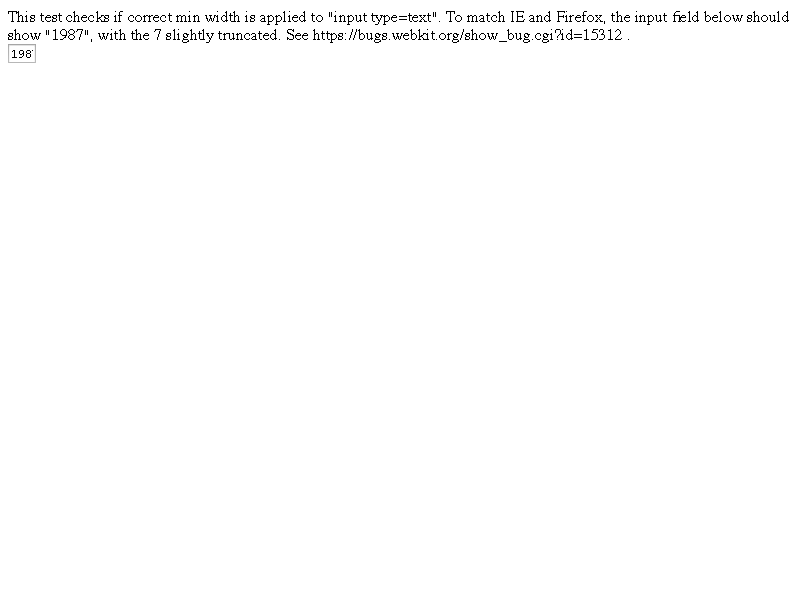 This test checks if correct min width is applied to "input type=text". To match IE and Firefox, the input field below should
show "1987", with the 7 slightly truncated. See https://bugs.webkit.org/show_bug.cgi?id=15312 .
198